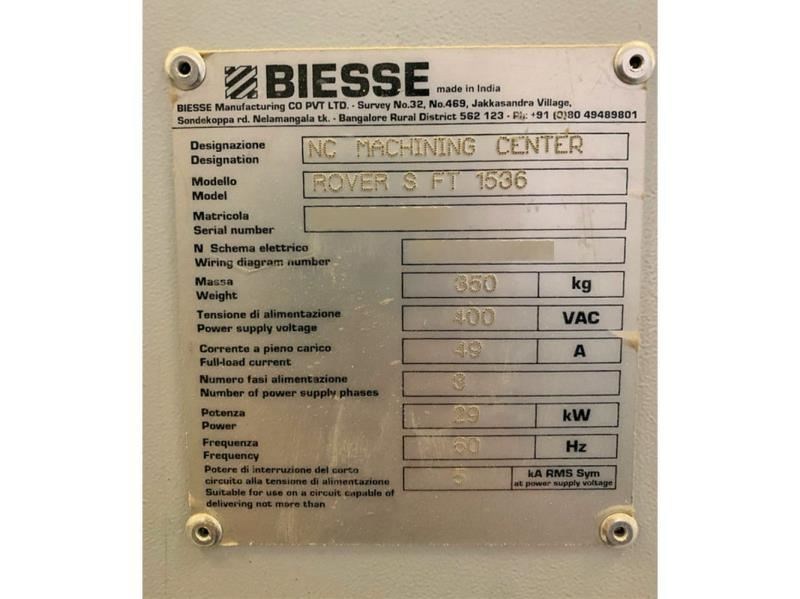 BIESSE made in India
BIESSE Manufacturing CO PVT LTD. - Survey No.32, No.469, Jakkasandra Village,
Sondekoppa rd. Nelamangala tk. - Bangalore Rural District 562 123 - Ph: +91 (0)80 49489801
Designazione
Designation
NC MACHINING CENTER
Modello
Model
ROVER S FT 1536
Matricola
Serial number
N Schema elettrico
Wiring diagram number
Massa
Weight
350 kg
Tensione di alimentazione
Power supply voltage
400 VAC
Corrente a pieno carico
Full-load current
49 A
Numero fasi alimentazione
Number of power supply phases
3
Potenza
Power
29 kW
Frequenza
Frequency
60 Hz
Potere di interruzione del corto
circuito alla tensione di alimentazione
Suitable for use on a circuit capable of
delivering not more than
5 kA RMS Sym
at power supply voltage